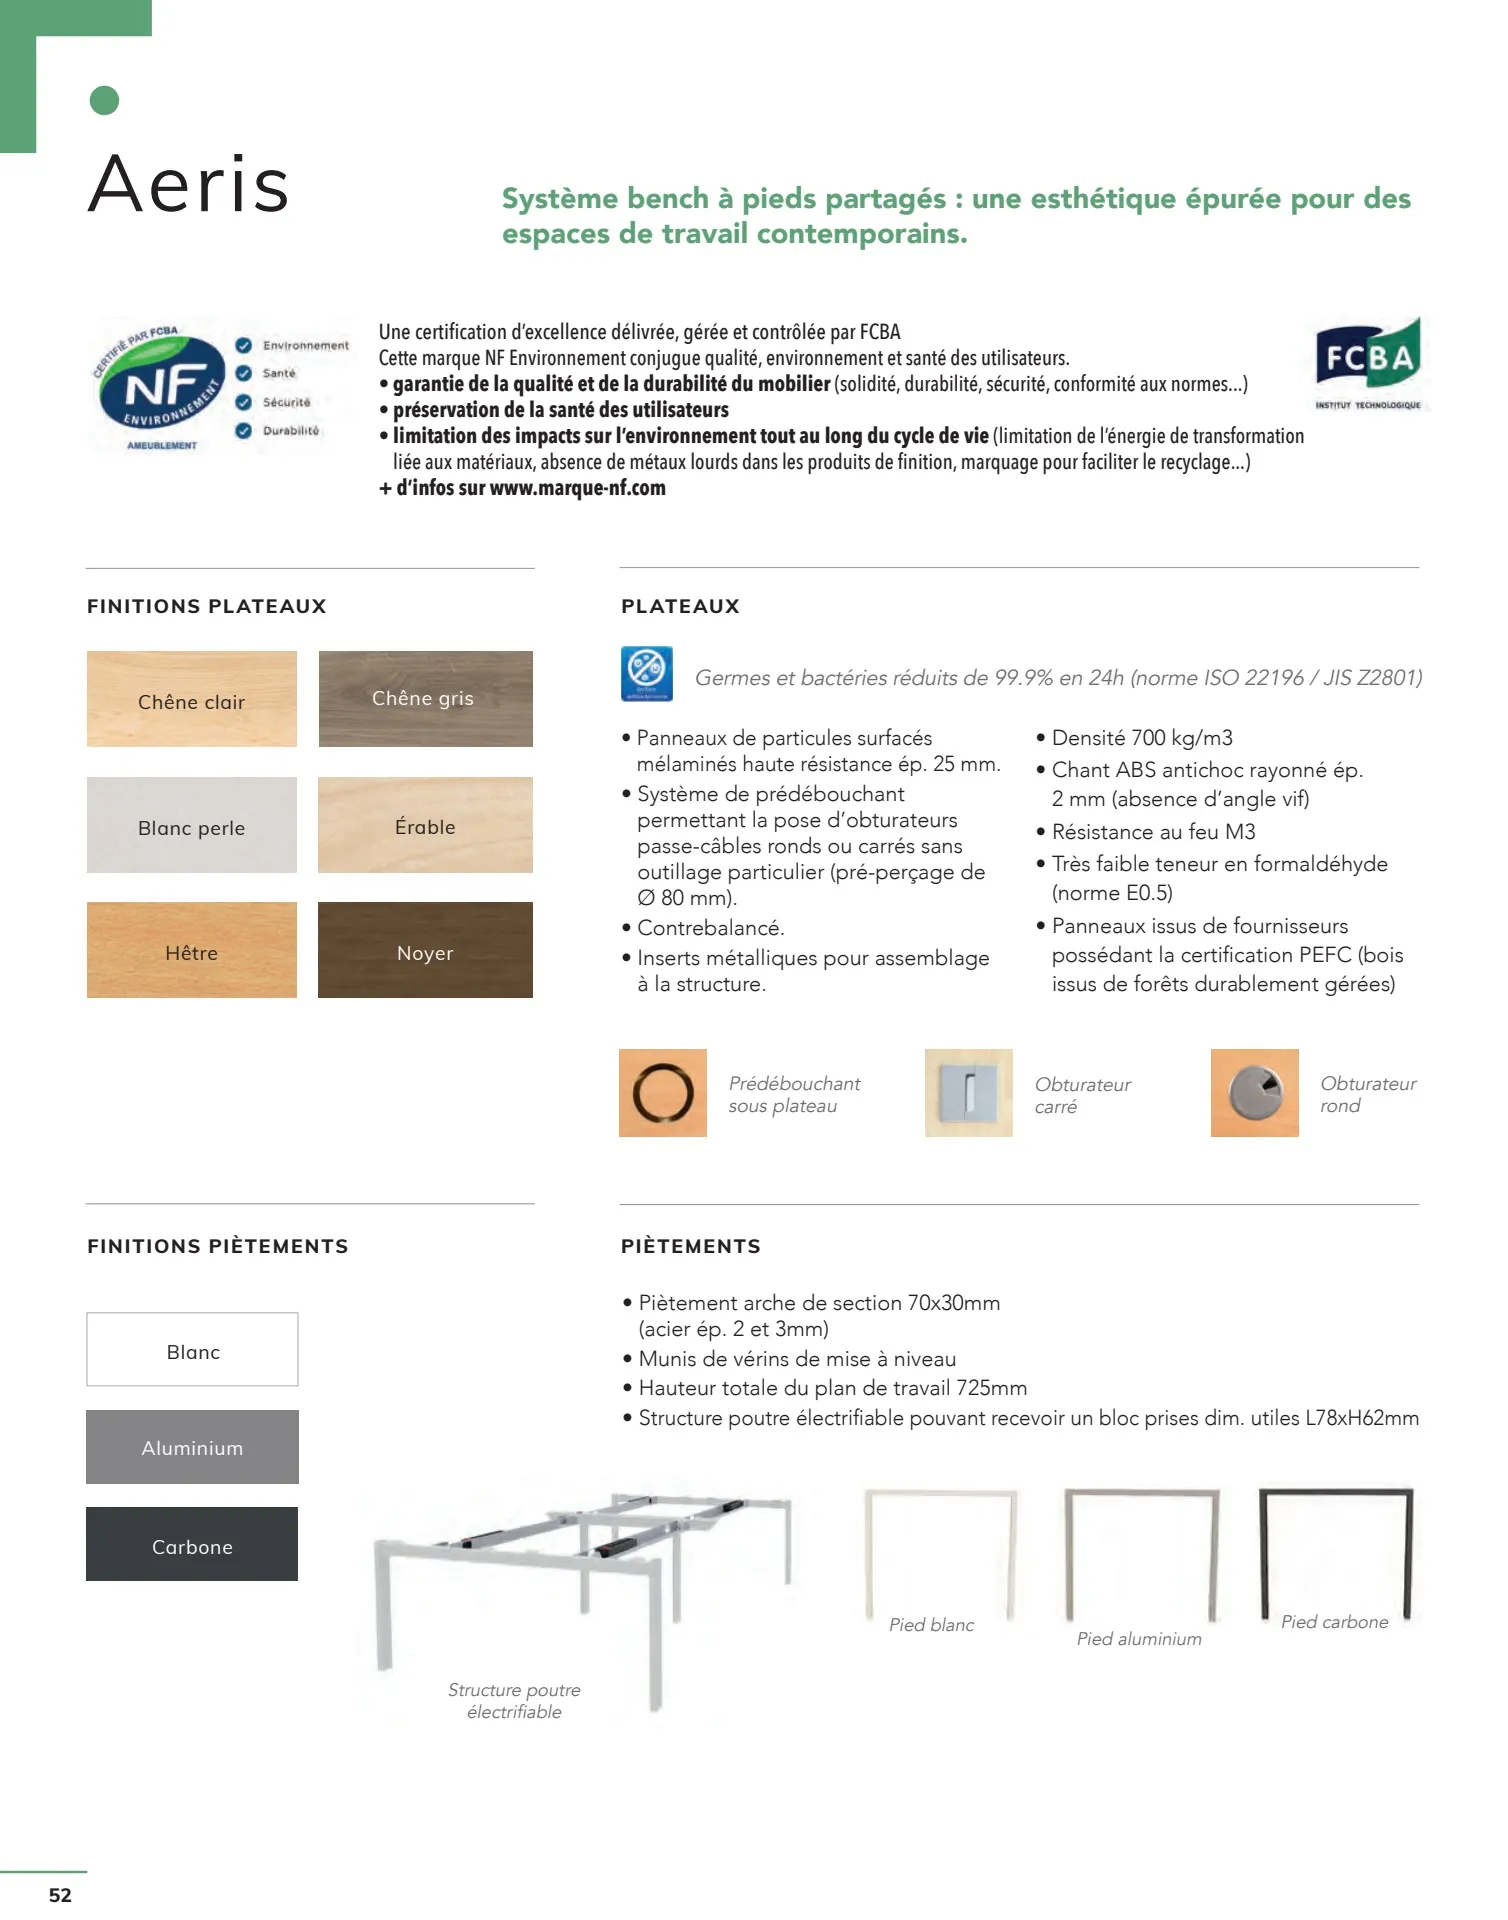 Aeris
Système bench à pieds partagés : une esthétique épurée pour des
espaces de travail contemporains.
CERTIFIÉ PAR FCBA
NF
ENVIRONNEMENT
AMEUBLEMENT
Environnement
Santé
Sécurité
Durabilité
Une certification d’excellence délivrée, gérée et contrôlée par FCBA
Cette marque NF Environnement conjugue qualité, environnement et santé des utilisateurs.
• garantie de la qualité et de la durabilité du mobilier (solidité, durabilité, sécurité, conformité aux normes...)
• préservation de la santé des utilisateurs
• limitation des impacts sur l’environnement tout au long du cycle de vie (limitation de l’énergie de transformation
liée aux matériaux, absence de métaux lourds dans les produits de finition, marquage pour faciliter le recyclage...)
+ d’infos sur www.marque-nf.com
FCBA
INSTITUT TECHNOLOGIQUE
FINITIONS PLATEAUX
Chêne clair
Chêne gris
Blanc perle
Érable
Hêtre
Noyer
PLATEAUX
Germes et bactéries réduits de 99.9% en 24h (norme ISO 22196 / JIS Z2801)
• Panneaux de particules surfacés
mélaminés haute résistance ép. 25 mm.
• Système de prédébouchant
permettant la pose d’obturateurs
passe-câbles ronds ou carrés sans
outillage particulier (pré-perçage de
Ø 80 mm).
• Contrebalancé.
• Inserts métalliques pour assemblage
à la structure.
• Densité 700 kg/m3
• Chant ABS antichoc rayonné ép.
2 mm (absence d’angle vif)
• Résistance au feu M3
• Très faible teneur en formaldéhyde
(norme E0.5)
• Panneaux issus de fournisseurs
possédant la certification PEFC (bois
issus de forêts durablement gérées)
Prédébouchant
sous plateau
Obturateur
carré
Obturateur
rond
FINITIONS PIÈTEMENTS
Blanc
Aluminium
Carbone
PIÈTEMENTS
• Piètement arche de section 70x30mm
(acier ép. 2 et 3mm)
• Munis de vérins de mise à niveau
• Hauteur totale du plan de travail 725mm
• Structure poutre électrifiable pouvant recevoir un bloc prises dim. utiles L78xH62mm
Structure poutre
électrifiable
Pied blanc
Pied aluminium
Pied carbone
52